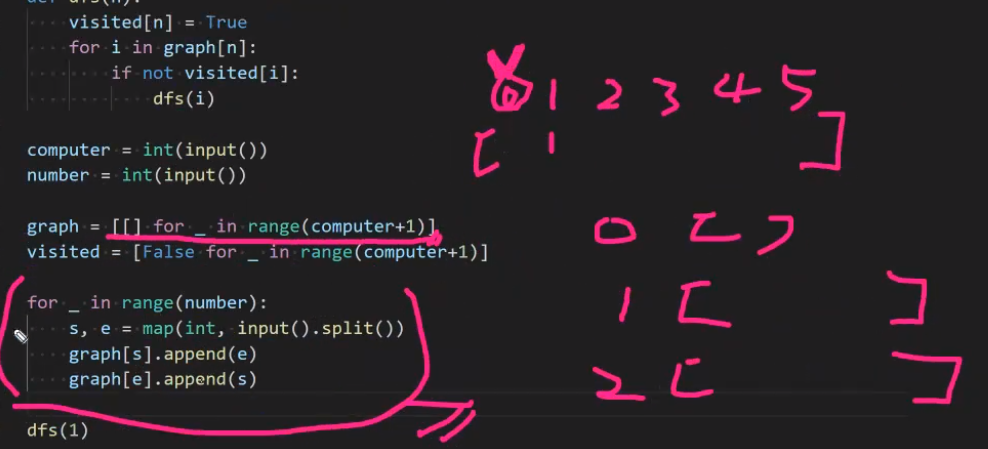 def dfs(n):
visited[n] = True
for i in graph[n]:
if not visited[i]:
dfs(i)
computer = int(input())
number = int(input())
graph = [[] for _ in range(computer+1)]
visited = [False for _ in range(computer+1)]
for _ in range(number):
s, e = map(int, input().split())
graph[s].append(e)
graph[e].append(s)
dfs(1)
0 1 2 3 4 5
[ 1 ]
0 [ ]
1 [ ]
2 [ ]